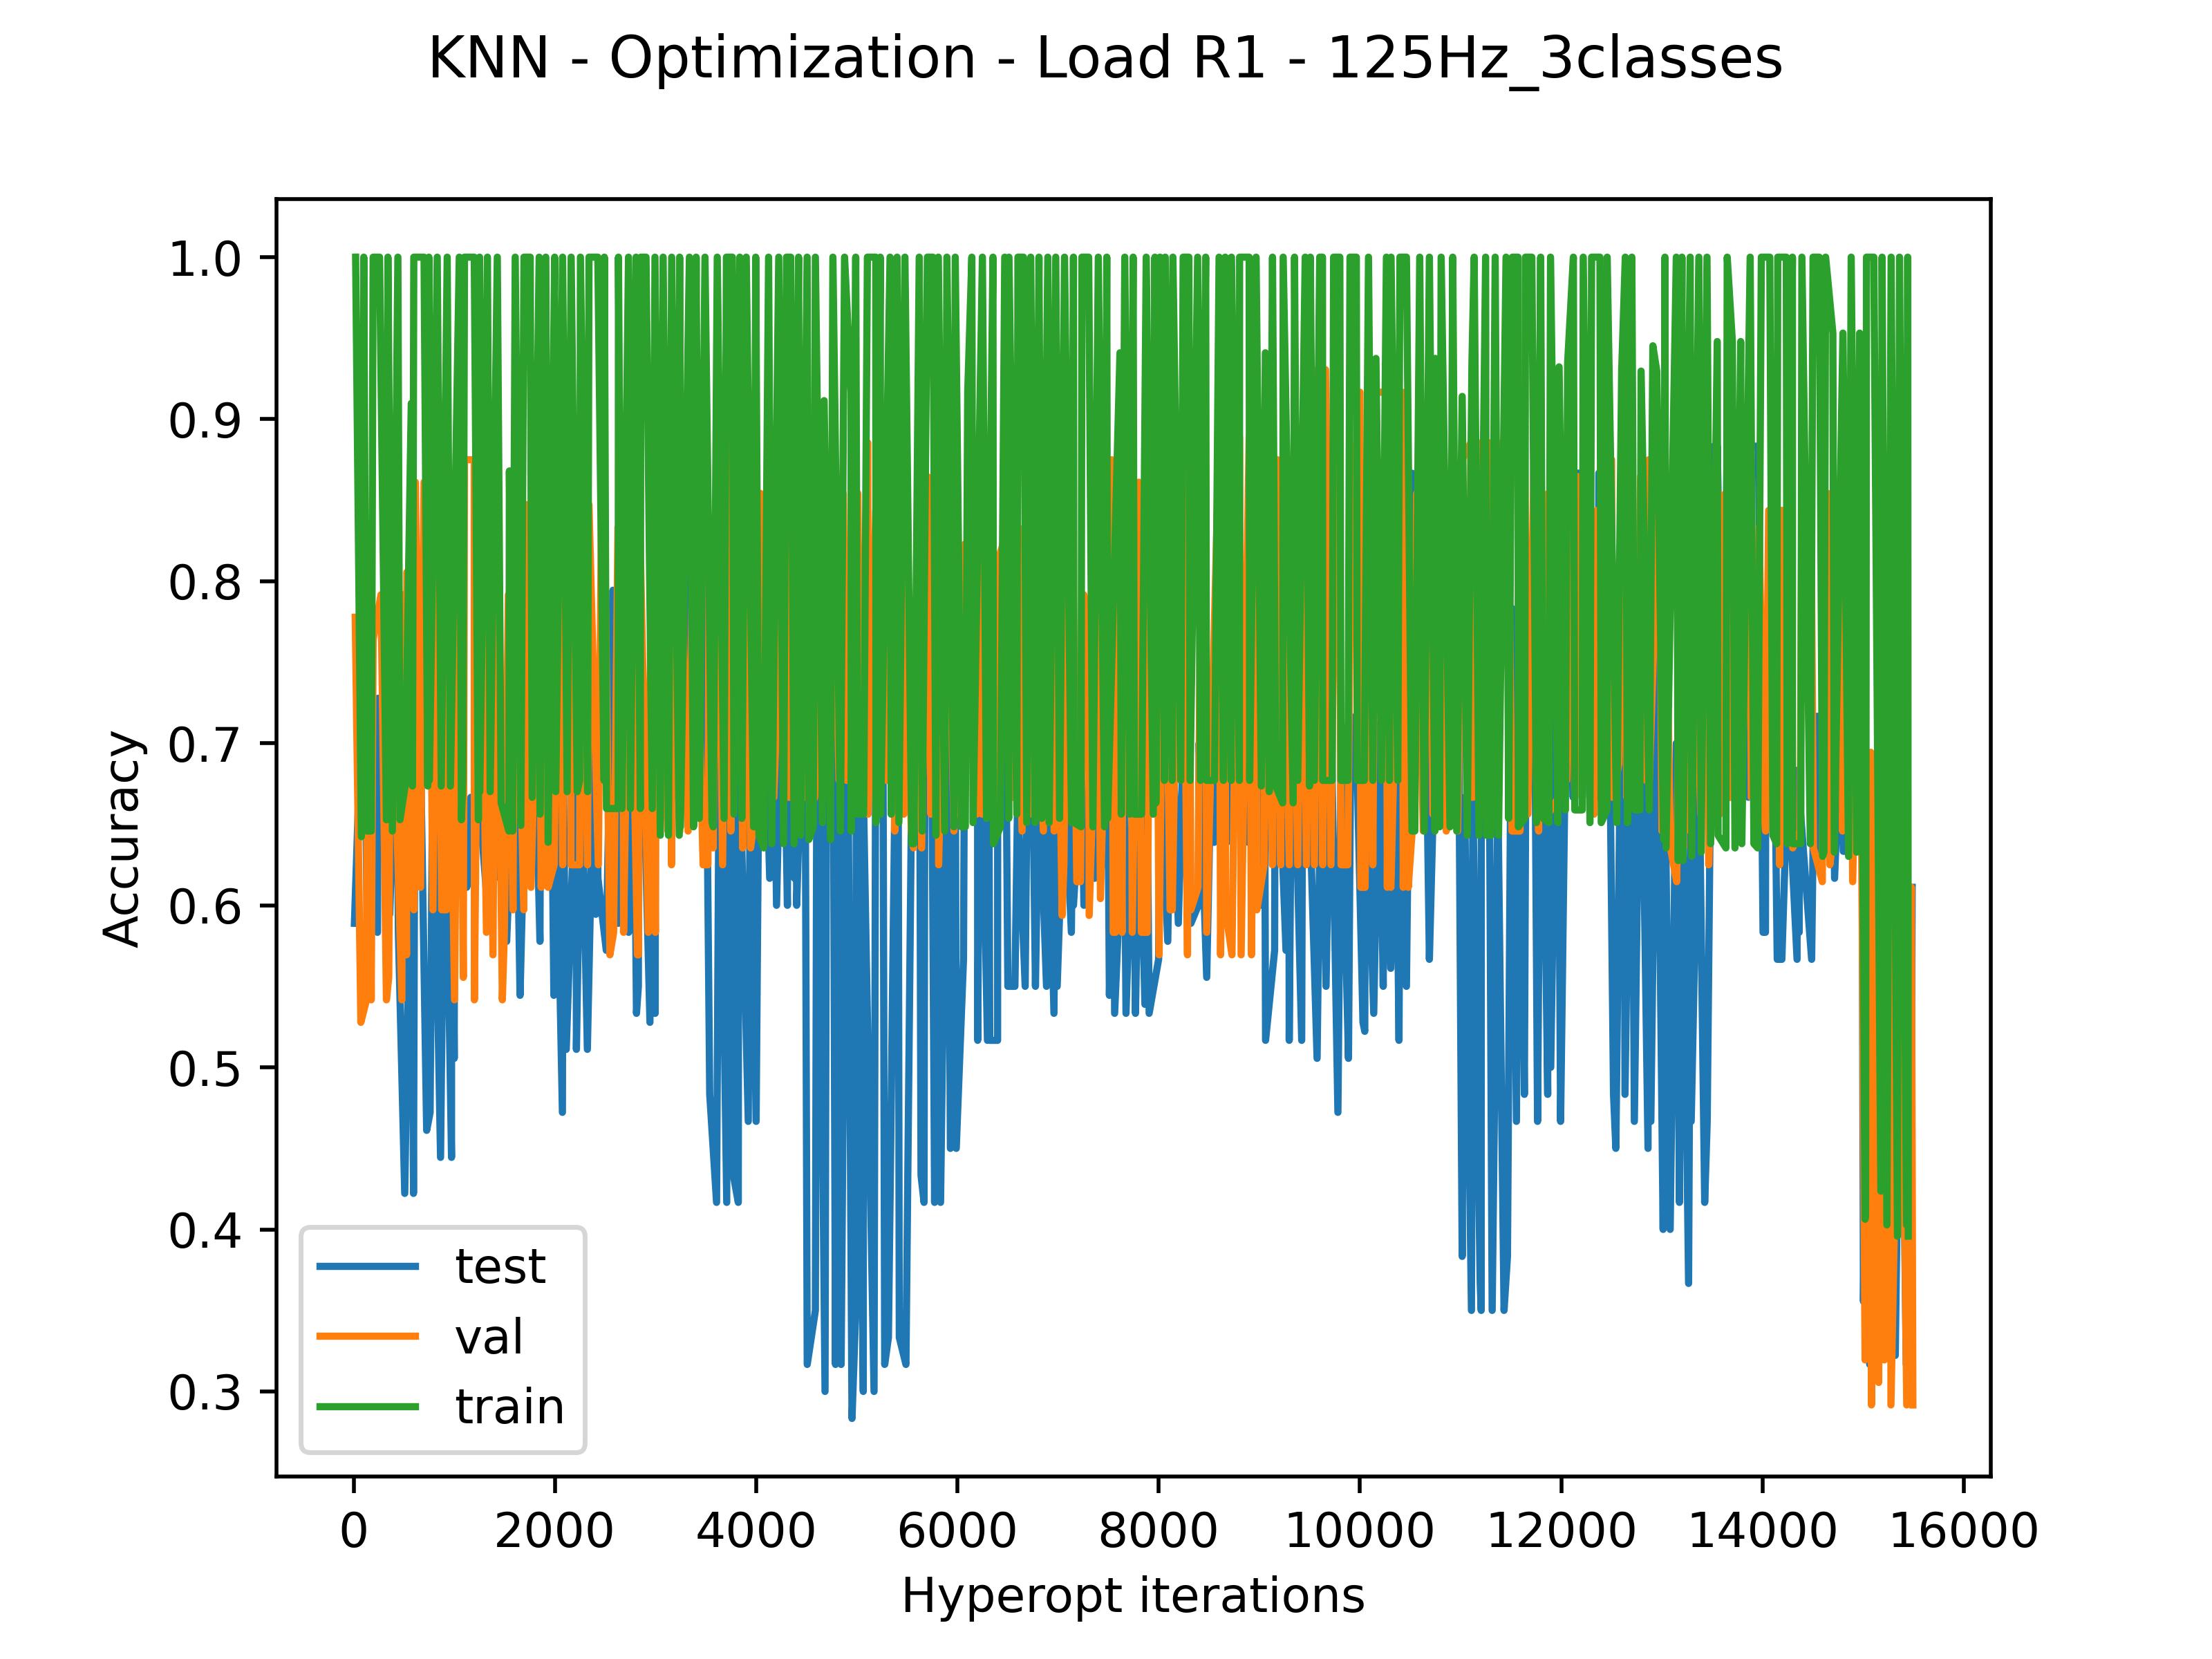 KNN - Optimization - Load R1 - 125Hz_3classes
1.0
0.9
0.8
0.7
0.6
0.5
0.4
0.3
Accuracy
test
val
train
0 2000 4000 6000 8000 10000 12000 14000 16000
Hyperopt iterations